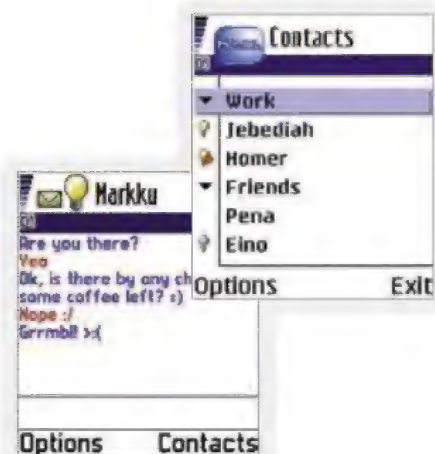 Contacts
Work
Jebediah
Homer
Friends
Pena
Eino
Options Exit
Markku
Are you there?
Yea
Ok, is there by any ch
some coffee left? :)
Nope :/
Grrmbl! >:(
Options Contacts